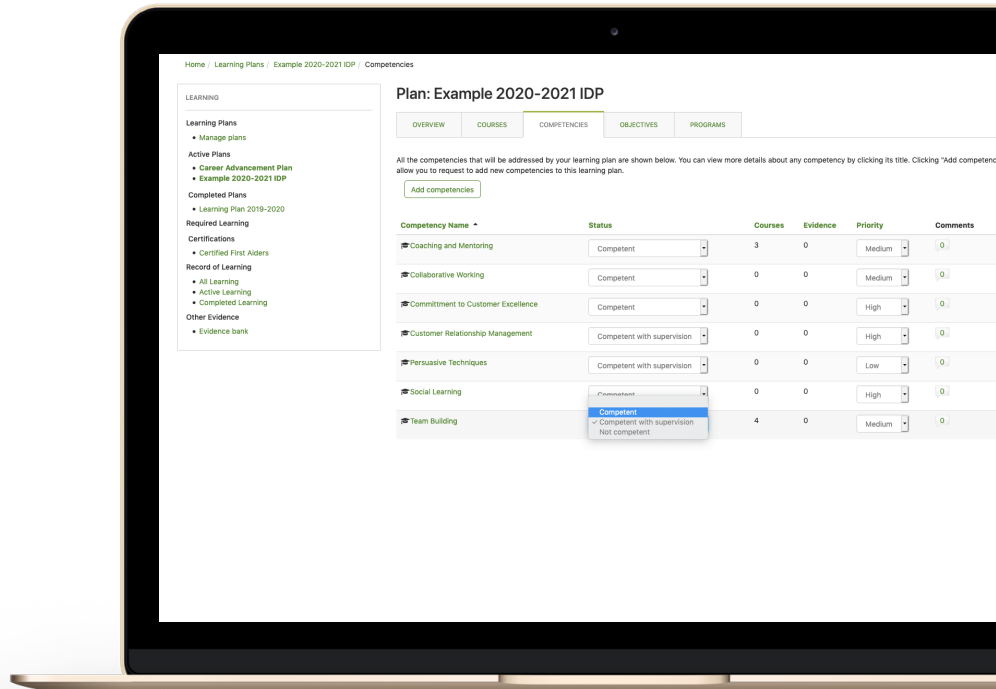 Home / Learning Plans / Example 2020-2021 IDP / Competencies
LEARNING
Learning Plans
• Manage plans
Active Plans
• Career Advancement Plan
• Example 2020-2021 IDP
Completed Plans
• Learning Plan 2019-2020
Required Learning
Certifications
• Certified First Aiders
Record of Learning
• All Learning
• Active Learning
• Completed Learning
Other Evidence
• Evidence bank
Plan: Example 2020-2021 IDP
OVERVIEW COURSES COMPETENCIES OBJECTIVES PROGRAMS
All the competencies that will be addressed by your learning plan are shown below. You can view more details about any competency by clicking its title. Clicking "Add competenc
allow you to request to add new competencies to this learning plan.
Add competencies
Competency Name Status Courses Evidence Priority Comments
Coaching and Mentoring Competent 3 0 Medium 0
Collaborative Working Competent 0 0 Medium 0
Committment to Customer Excellence Competent 0 0 High 0
Customer Relationship Management Competent with supervision 0 0 High 0
Persuasive Techniques Competent with supervision 0 0 Low 0
Social Learning Competent 0 0 High 0
Team Building 4 0 Medium 0
Competent
✓ Competent with supervision
Not competent